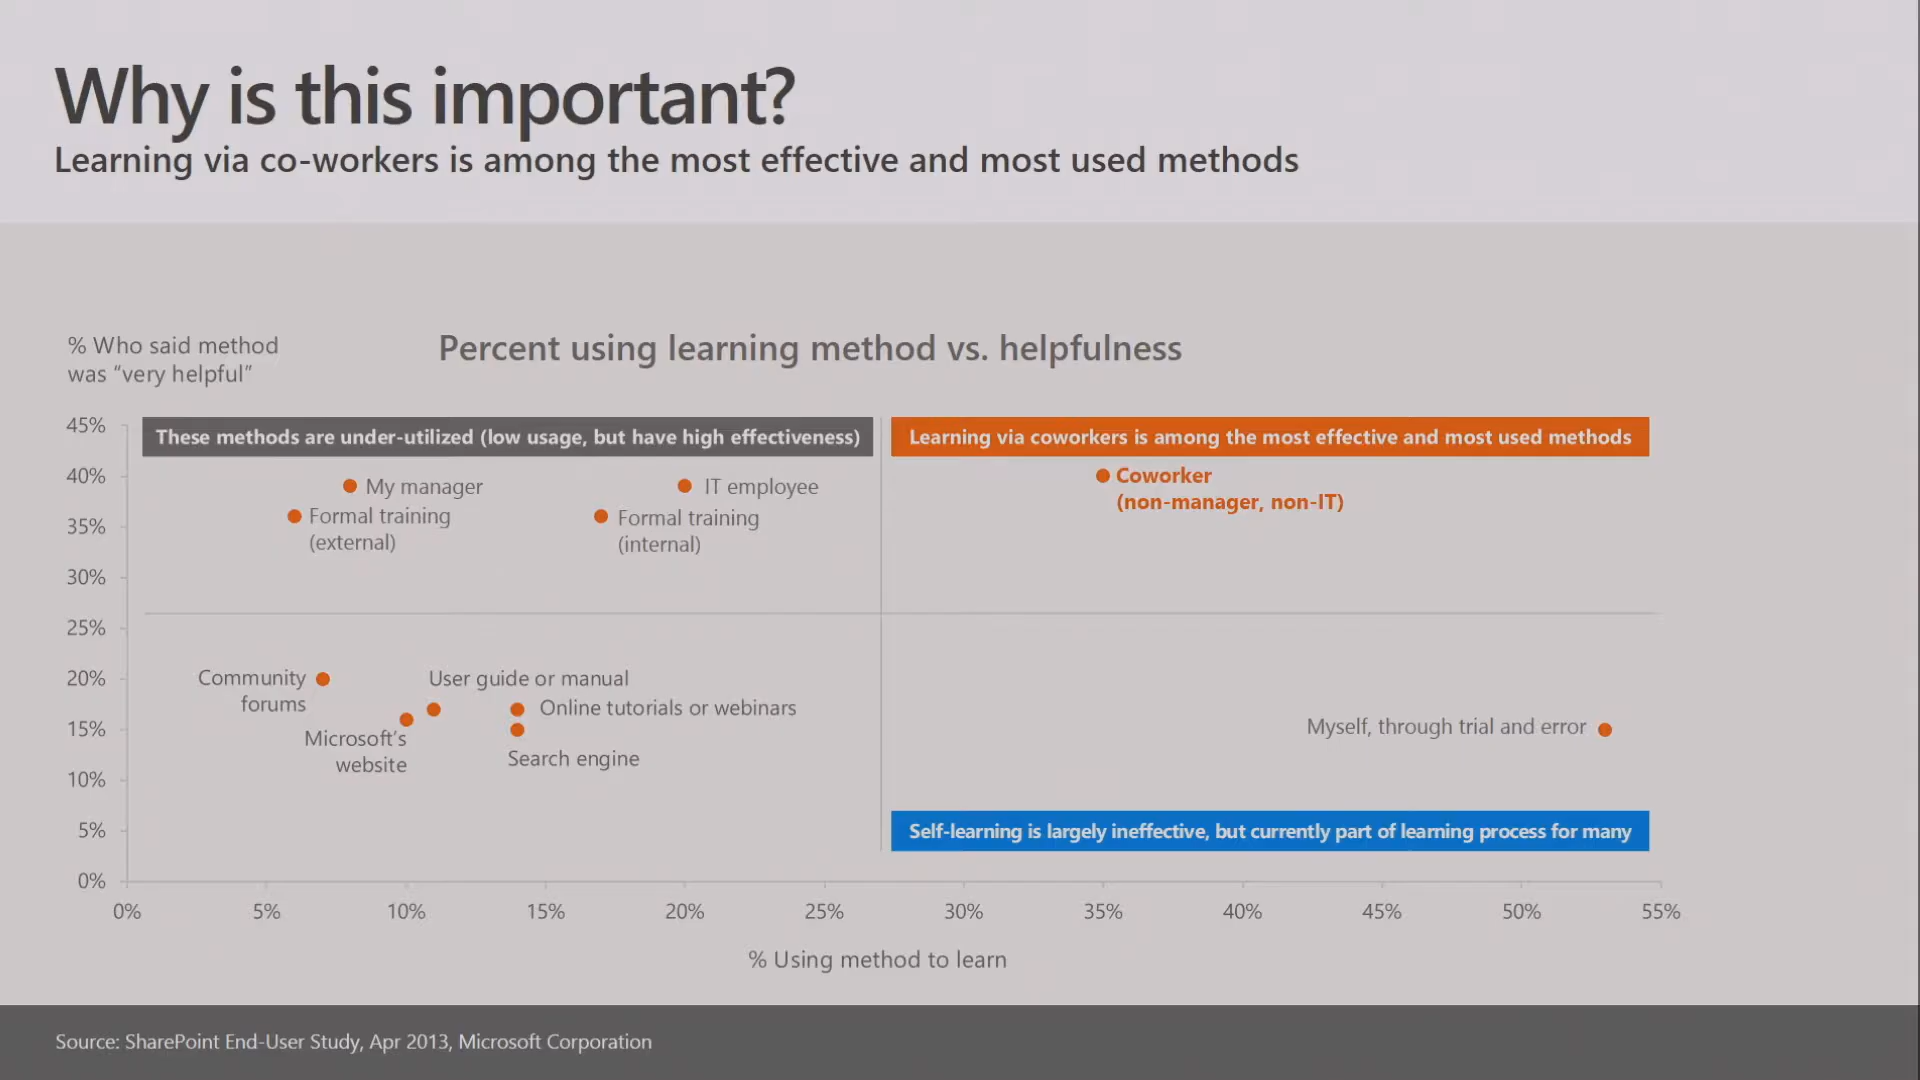 Why is this important?
Learning via co-workers is among the most effective and most used methods
% Who said method
was “very helpful”
Percent using learning method vs. helpfulness
45%
These methods are under-utilized (low usage, but have high effectiveness)
Learning via coworkers is among the most effective and most used methods
40%
My manager
IT employee
Coworker
(non-manager, non-IT)
35%
Formal training
(external)
Formal training
(internal)
30%
25%
20%
Community
forums
User guide or manual
Online tutorials or webinars
15%
Microsoft’s
website
Search engine
Myself, through trial and error
10%
5%
Self-learning is largely ineffective, but currently part of learning process for many
0%
0% 5% 10% 15% 20% 25% 30% 35% 40% 45% 50% 55%
% Using method to learn
Source: SharePoint End-User Study, Apr 2013, Microsoft Corporation